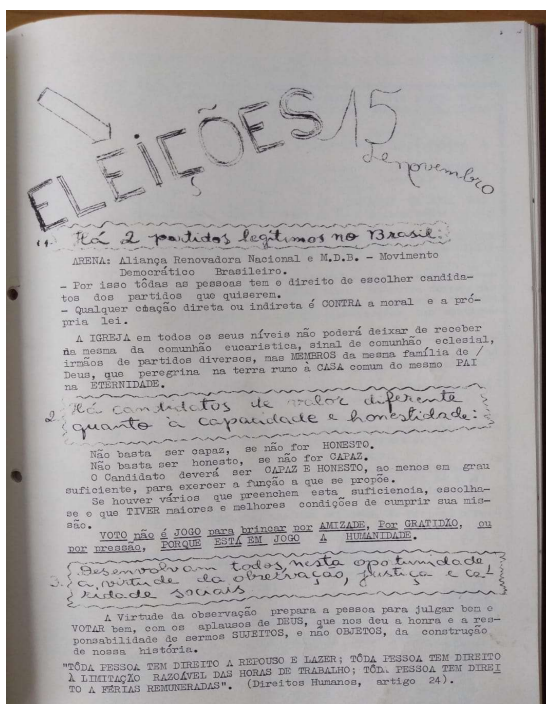 ELEIÇÕES 15
de novembro
1. Há 2 partidos legítimos no Brasil:
ARENA: Aliança Renovadora Nacional e M.D.B. - Movimento
Democrático Brasileiro.
- Por isso tôdas as pessoas tem o direito de escolher candida-
tos dos partidos que quiserem.
- Qualquer coação direta ou indireta é CONTRA a moral e a pró-
pria lei.
A IGREJA em todos os seus níveis não poderá deixar de receber
na mesma da comunhão eucarística, sinal de comunhão eclesial,
irmãos de partidos diversos, mas MEMBROS da mesma família de /
Deus, que peregrina na terra rumo à CASA comum do mesmo PAI
na ETERNIDADE.
2. Há candidatos de valor diferente
quanto à capacidade e honestidade:
Não basta ser capaz, se não for HONESTO.
Não basta ser honesto, se não for CAPAZ.
O Candidato deverá ser CAPAZ E HONESTO, ao menos em grau
suficiente, para exercer a função a que se propõe.
Se houver vários que preenchem esta suficiencia, escolha-
se o que TIVER maiores e melhores condições de cumprir sua mis-
são.
VOTO não é JOGO para brincar por AMIZADE, Por GRATIDÃO, ou
por pressão, PORQUE ESTÁ EM JOGO A HUMANIDADE.
3. Desenvolvam todos, nesta oportunidade,
a virtude da observação, justiça e ca-
ridade sociais
A Virtude da observação prepara a pessoa para julgar bem e
VOTAR bem, com os aplausos de DEUS, que nos deu a honra e a res-
ponsabilidade de sermos SUJEITOS, e não OBJETOS, da construção
de nossa história.
"TÔDA PESSOA TEM DIREITO A REPOUSO E LAZER; TÔDA PESSOA TEM DIREITO
À LIMITAÇÃO RAZOÁVEL DAS HORAS DE TRABALHO; TÔDA PESSOA TEM DIREI
TO A FÉRIAS REMUNERADAS". (Direitos Humanos, artigo 24).